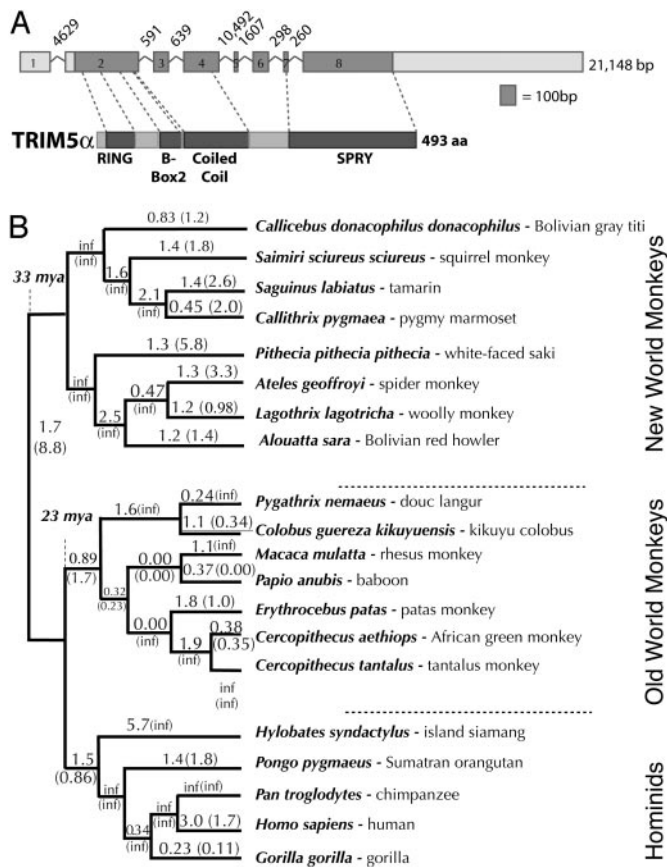 A
4629
591
639
10,492
1607
298
260
1
2
3
4
5
6
7
8
21,148 bp
= 100bp
TRIM5α
493 aa
RING
B-Box2
Coiled Coil
SPRY
B
33 mya
1.7
(8.8)
inf
(inf)
0.83 (1.2)
Callicebus donacophilus donacophilus - Bolivian gray titi
1.6
(inf)
1.4 (1.8)
Saimiri sciureus sciureus - squirrel monkey
2.1
(inf)
1.4 (2.6)
Saguinus labiatus - tamarin
0.45 (2.0)
Callithrix pygmaea - pygmy marmoset
inf
(inf)
1.3 (5.8)
Pithecia pithecia pithecia - white-faced saki
2.5
(inf)
0.47
(inf)
1.3 (3.3)
Ateles geoffroyi - spider monkey
1.2 (0.98)
Lagothrix lagotricha - woolly monkey
1.2 (1.4)
Alouatta sara - Bolivian red howler
New World Monkeys
23 mya
0.89
(1.7)
1.6(inf)
0.24(inf)
Pygathrix nemaeus - douc langur
1.1 (0.34)
Colobus guereza kikuyuensis - kikuyu colobus
0.32
(0.23)
0.00
(0.00)
1.1(inf)
Macaca mulatta - rhesus monkey
0.37(0.00)
Papio anubis - baboon
0.00
(inf)
1.8 (1.0)
Erythrocebus patas - patas monkey
1.9
(inf)
0.38
(0.35)
Cercopithecus aethiops - African green monkey
Cercopithecus tantalus - tantalus monkey
inf
(inf)
Old World Monkeys
1.5
(0.86)
5.7(inf)
Hylobates syndactylus - island siamang
inf
(inf)
1.4(1.8)
Pongo pygmaeus - Sumatran orangutan
0.34
(inf)
inf
(inf)
inf(inf)
Pan troglodytes - chimpanzee
3.0 (1.7)
Homo sapiens - human
0.23 (0.11)
Gorilla gorilla - gorilla
Hominids